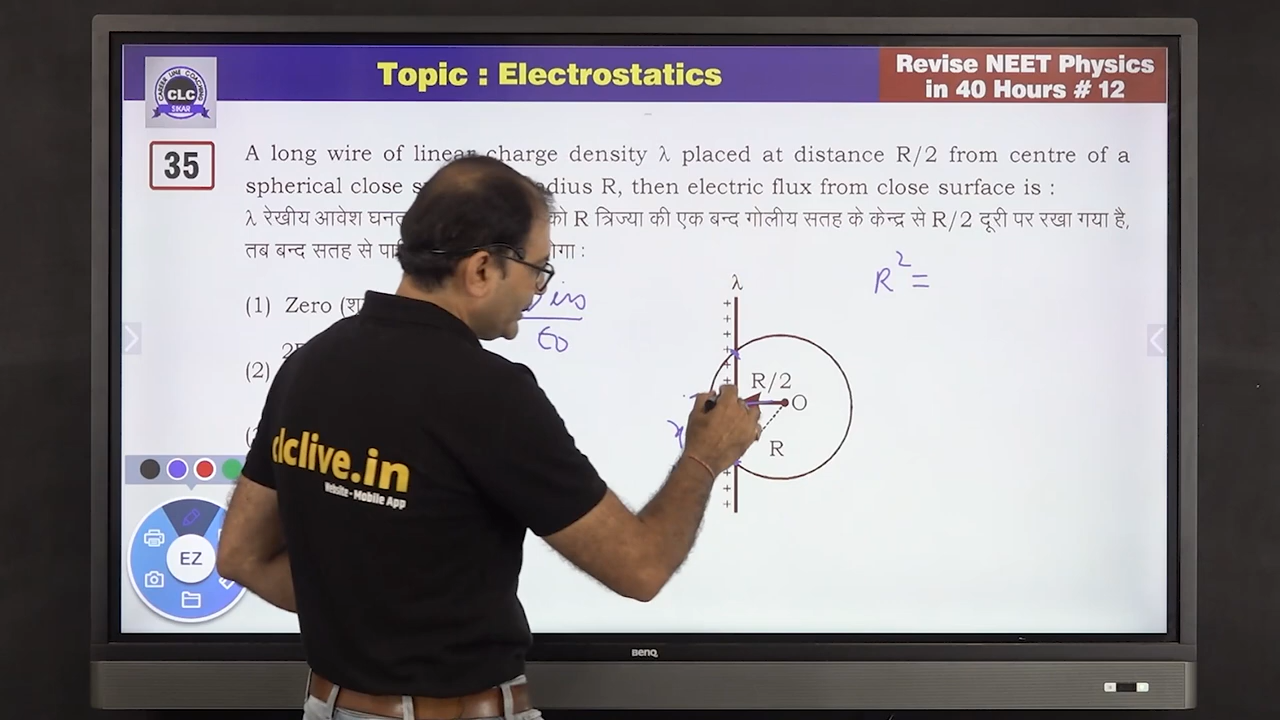 Topic : Electrostatics
Revise NEET Physics
in 40 Hours # 12
CAREER LINE COACHING
CLC
SIKAR
35
A long wire of linear charge density λ placed at distance R/2 from centre of a
spherical close radius R, then electric flux from close surface is :
λ रेखीय आवेश को R त्रिज्या की एक बन्द गोलीय सतह के केन्द्र से R/2 दूरी पर रखा गया है,
तब बन्द सतह से होगा :
(1) Zero
(2)
R² =
λ
R/2
O
R
x
EZ
clclive.in
Website - Mobile App
BenQ